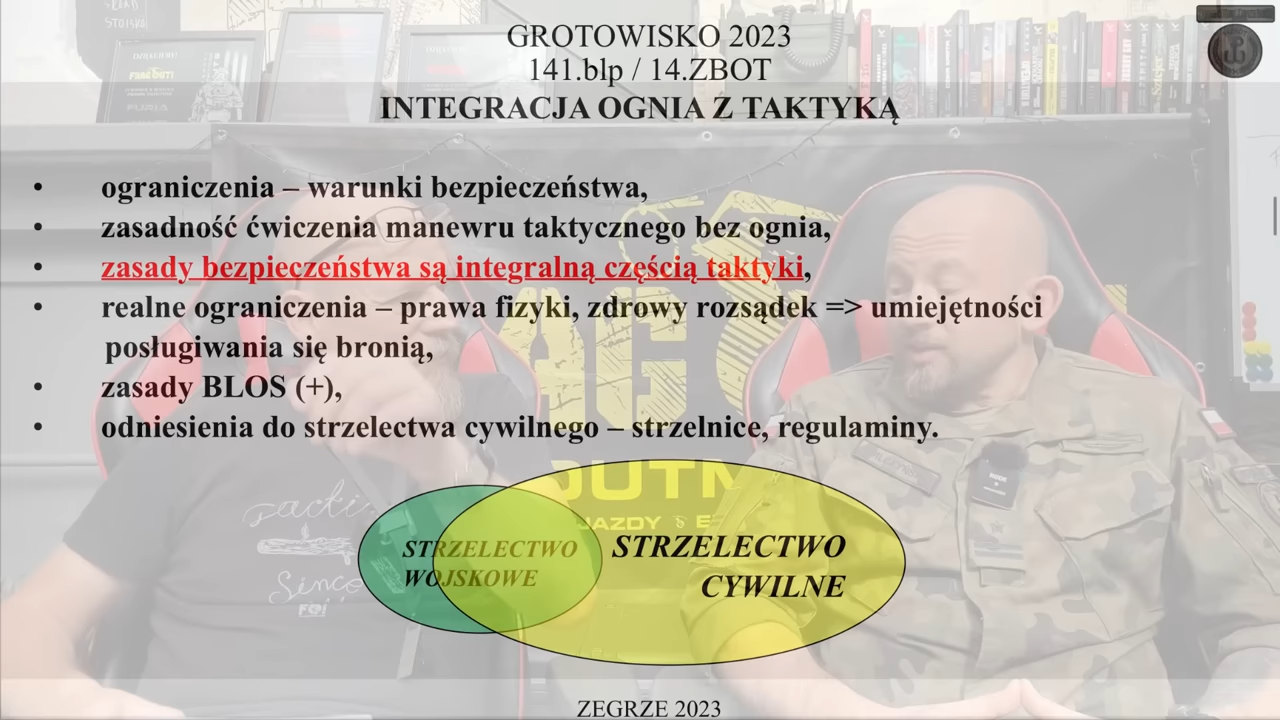 GROTOWISKO 2023
141.blp / 14.ZBOT
INTEGRACJA OGNIA Z TAKTYKĄ
• ograniczenia – warunki bezpieczeństwa,
• zasadność ćwiczenia manewru taktycznego bez ognia,
• zasady bezpieczeństwa są integralną częścią taktyki,
• realne ograniczenia – prawa fizyki, zdrowy rozsądek => umiejętności
posługiwania się bronią,
• zasady BLOS (+),
• odniesienia do strzelectwa cywilnego – strzelnice, regulaminy.
STRZELECTWO
WOJSKOWE
STRZELECTWO
CYWILNE
Since
ZEGRZE 2023